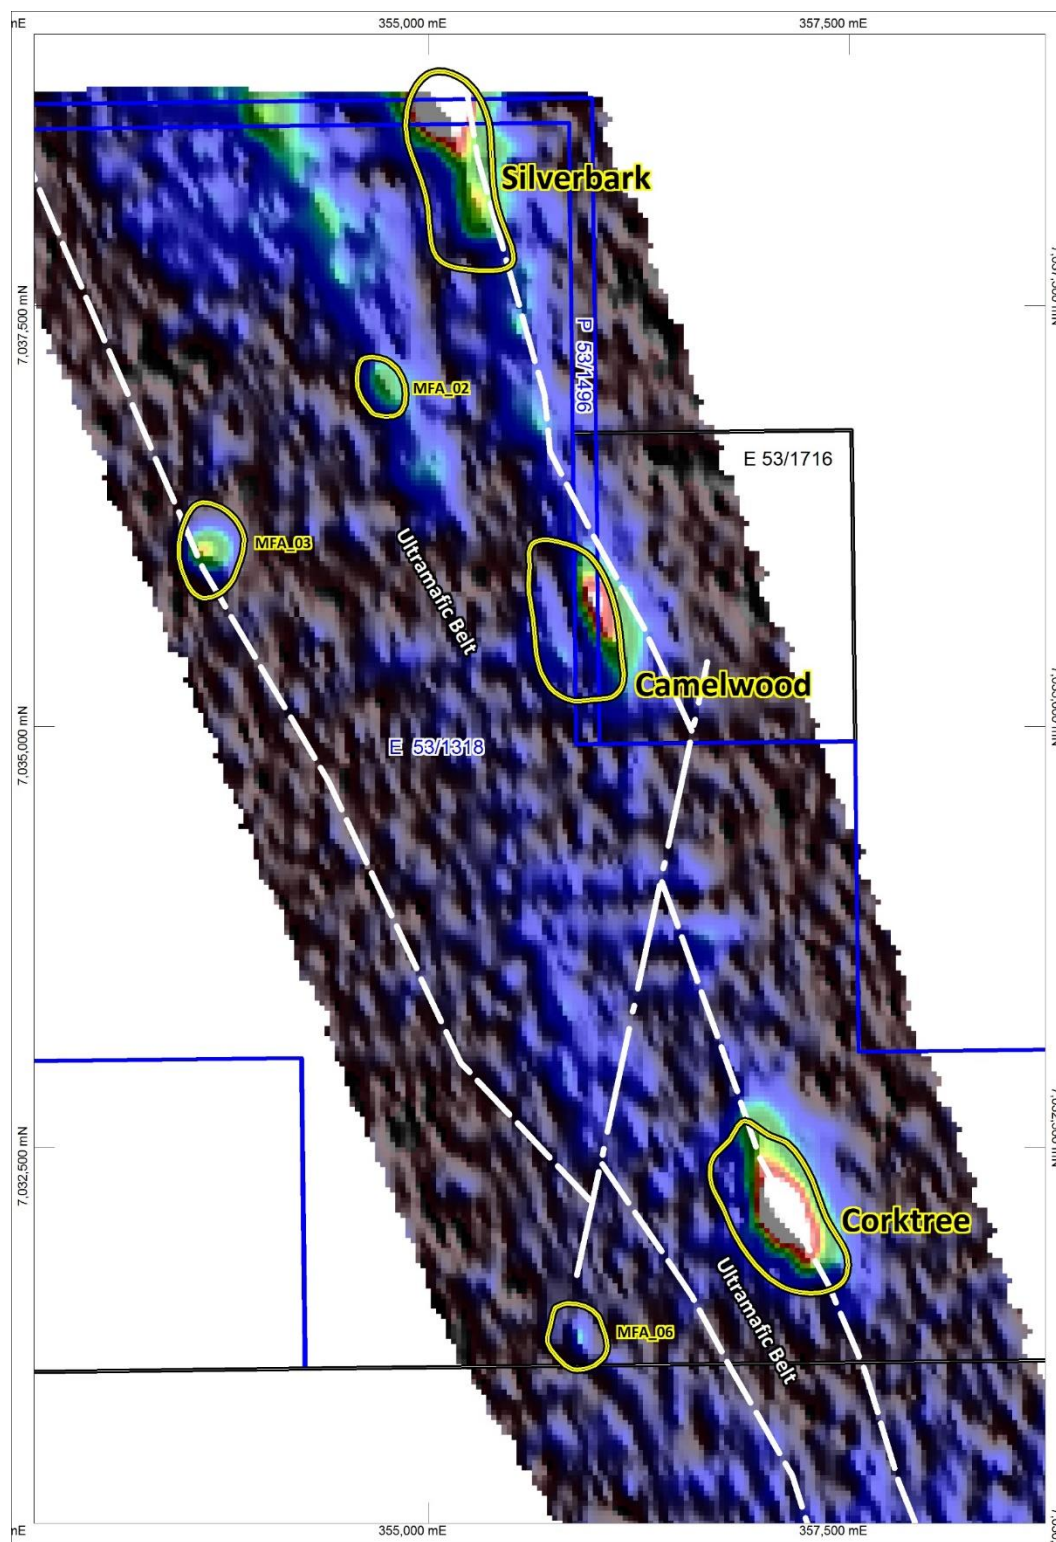 mE
355,000 mE
357,500 mE
Silverbark
7,037,500 mN
P 53/1496
MFA_02
E 53/1716
MFA_03
Ultramafic Belt
Camelwood
E 53/1318
7,035,000 mN
7,032,500 mN
Corktree
Ultramafic Belt
MFA_06
mE
355,000 mE
357,500 mE